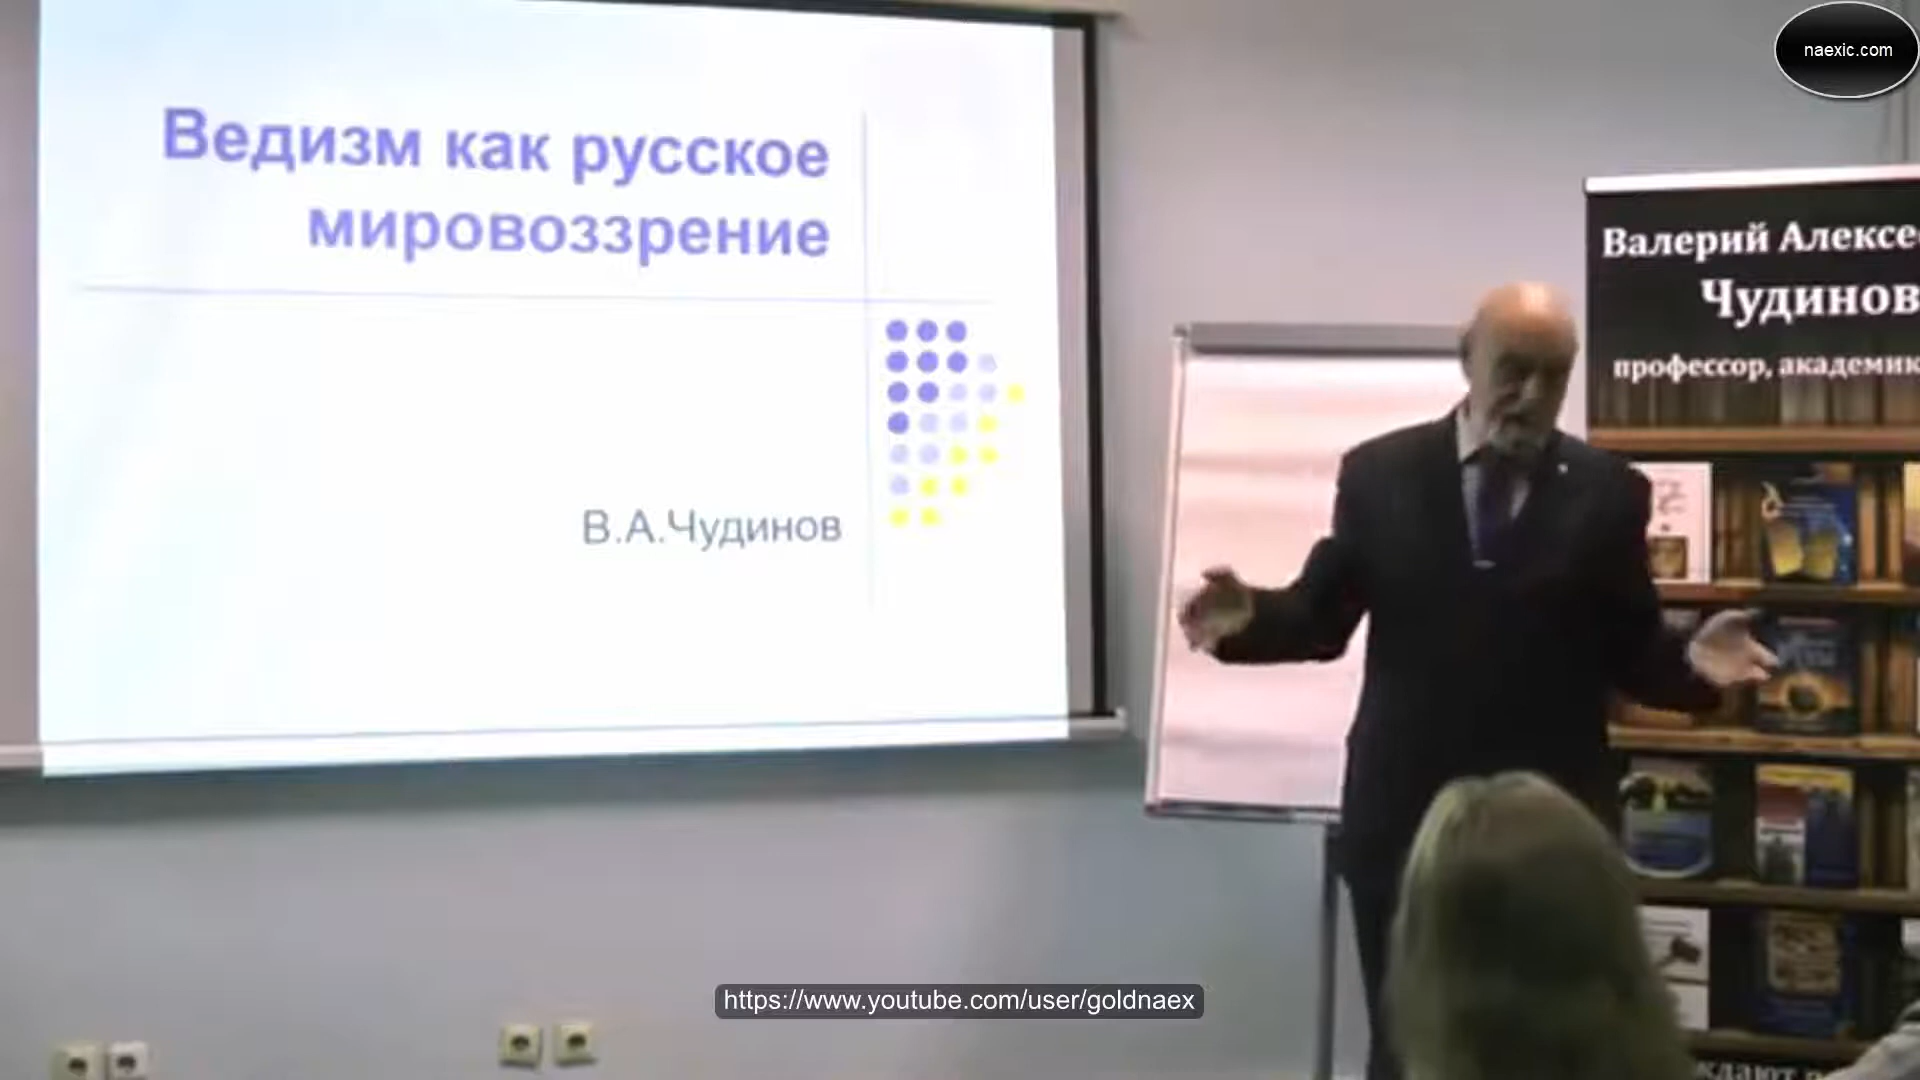 naexic.com
Ведизм как русское
мировоззрение
В.А.Чудинов
Валерий Алексе
Чудинов
профессор, академик
https://www.youtube.com/user/goldnaex